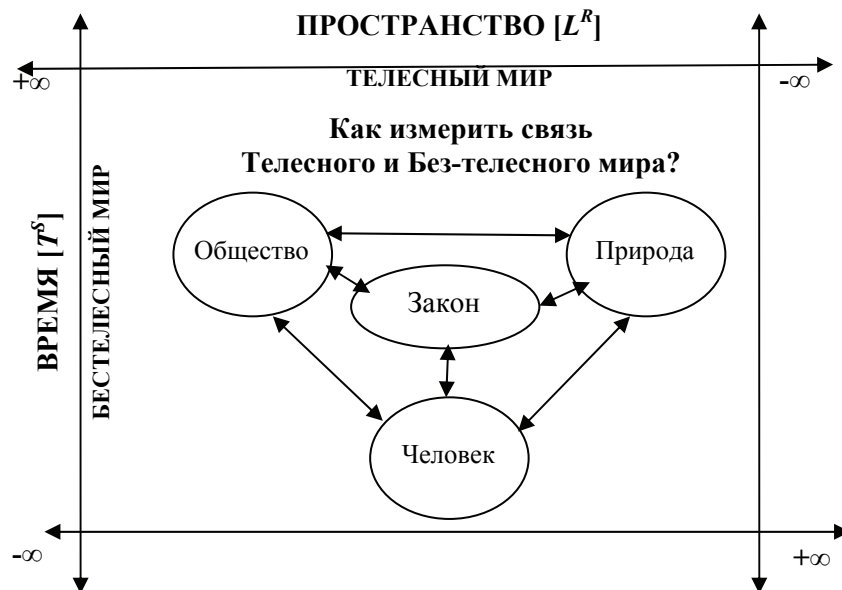 ПРОСТРАНСТВО [L^R]
+∞
ТЕЛЕСНЫЙ МИР
-∞
Как измерить связь
Телесного и Без-телесного мира?
ВРЕМЯ [T^S]
БЕСТЕЛЕСНЫЙ МИР
Общество
Природа
Закон
Человек
-∞
+∞